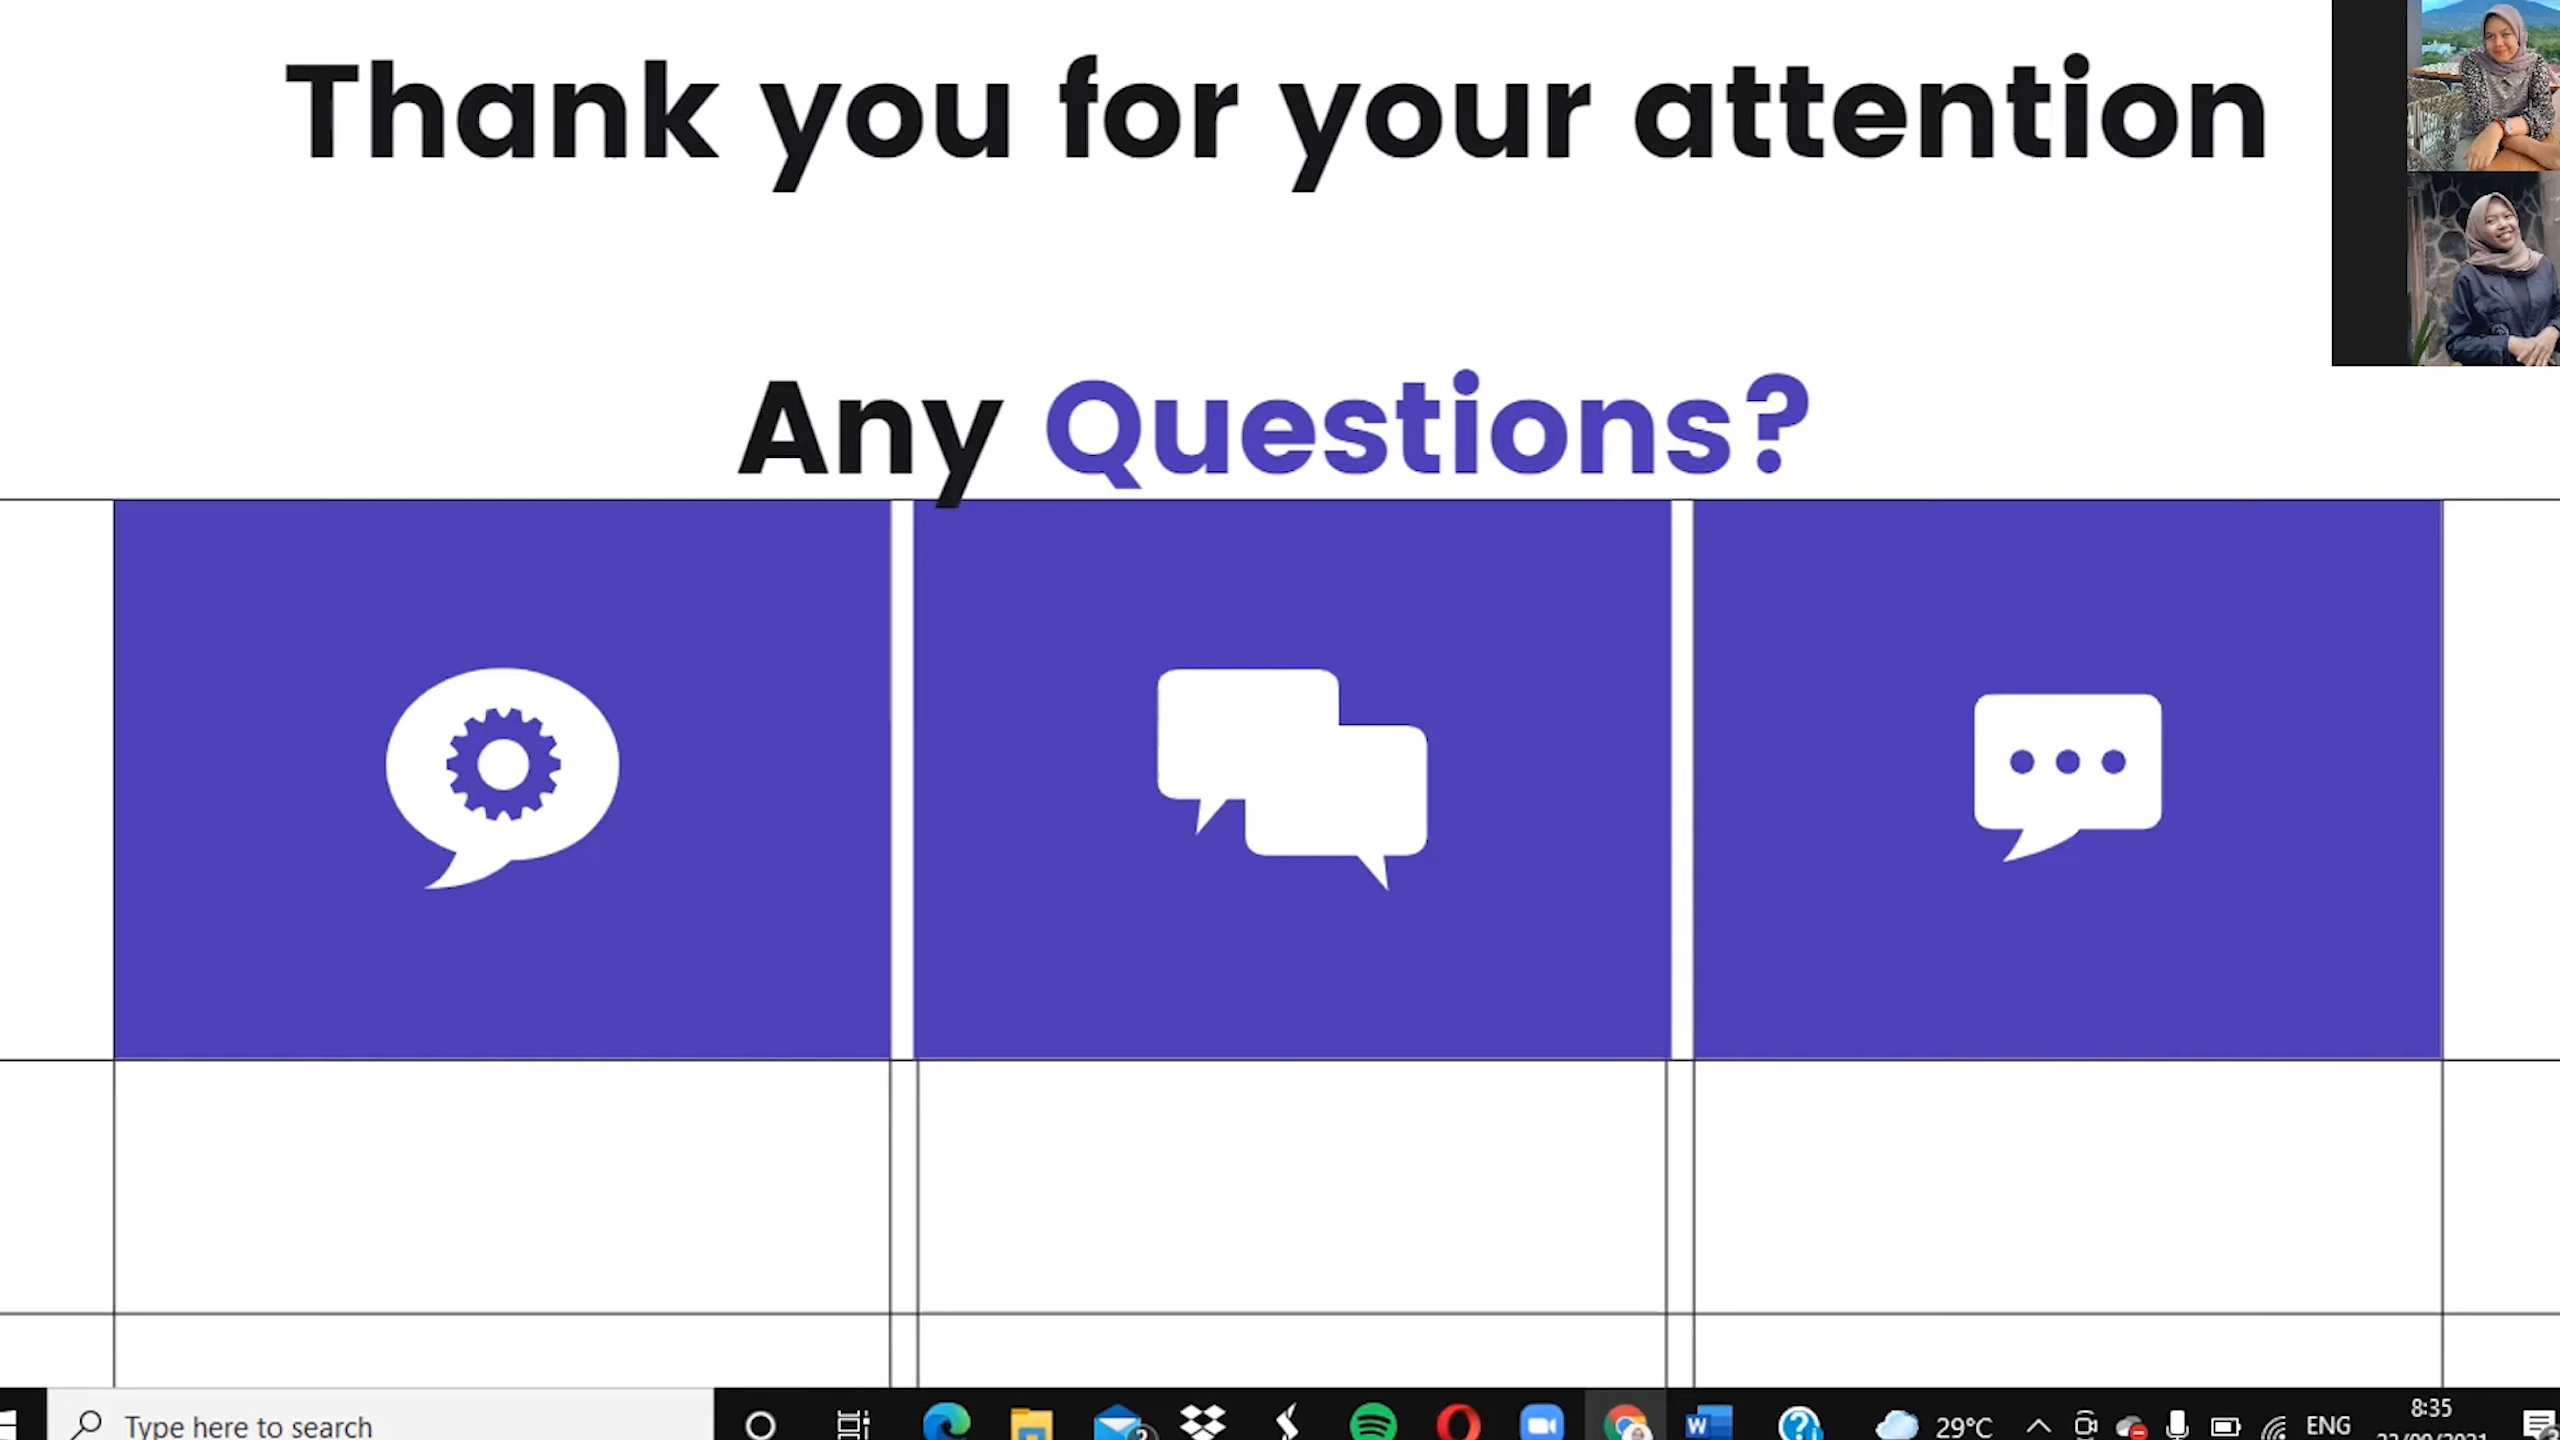 Thank you for your attention
Any Questions?
Type here to search
29°C
ENG
8:35